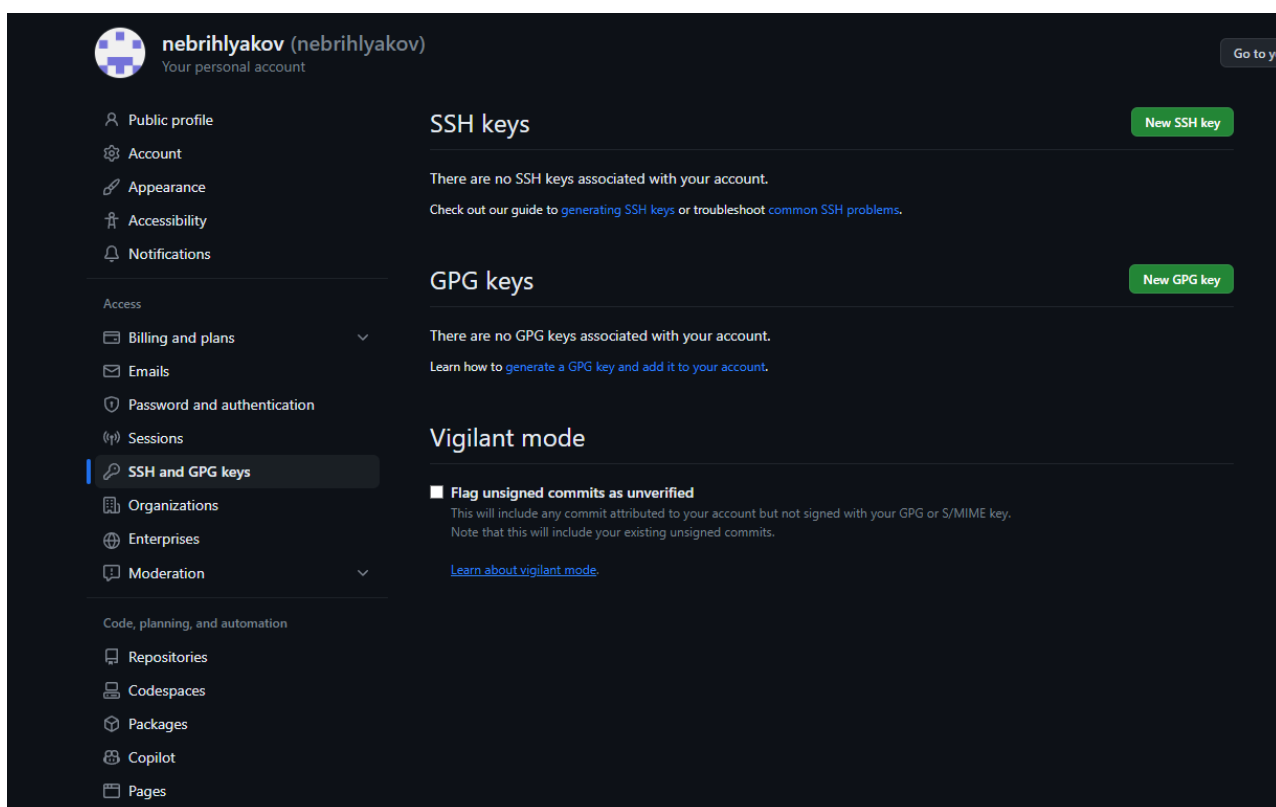 nebrihlyakov (nebrihlyakov)
Your personal account
Go to y
Public profile
Account
Appearance
Accessibility
Notifications
Access
Billing and plans
Emails
Password and authentication
Sessions
SSH and GPG keys
Organizations
Enterprises
Moderation
Code, planning, and automation
Repositories
Codespaces
Packages
Copilot
Pages
SSH keys
New SSH key
There are no SSH keys associated with your account.
Check out our guide to generating SSH keys or troubleshoot common SSH problems.
GPG keys
New GPG key
There are no GPG keys associated with your account.
Learn how to generate a GPG key and add it to your account.
Vigilant mode
Flag unsigned commits as unverified
This will include any commit attributed to your account but not signed with your GPG or S/MIME key.
Note that this will include your existing unsigned commits.
Learn about vigilant mode.